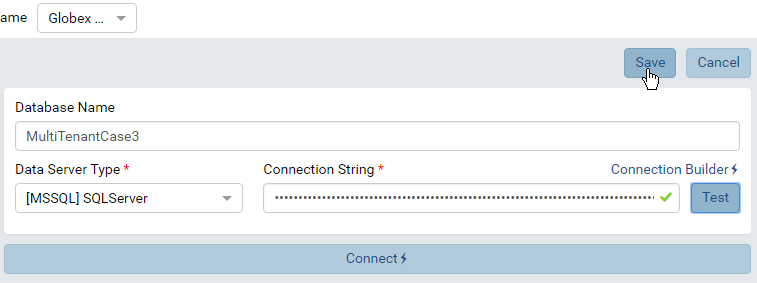 ame Globex ...
Save Cancel
Database Name
MultiTenantCase3
Data Server Type * Connection String * Connection Builder
[MSSQL] SQLServer Test
Connect